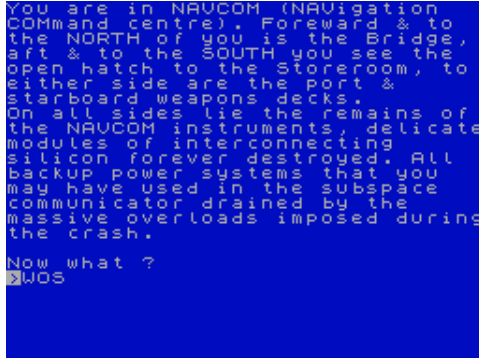 You are in NAVCOM (NAVigation
COMmand centre). Foreward & to
the NORTH of you is the Bridge,
aft & to the SOUTH you see the
open hatch to the Storeroom, to
either side are the port &
starboard weapons decks.
On all sides lie the remains of
the NAVCOM instruments, delicate
modules of interconnecting
silicon forever destroyed. All
backup power systems that you
may have used in the subspace
communicator drained by the
massive overloads imposed during
the crash.
Now what ?
>WOS